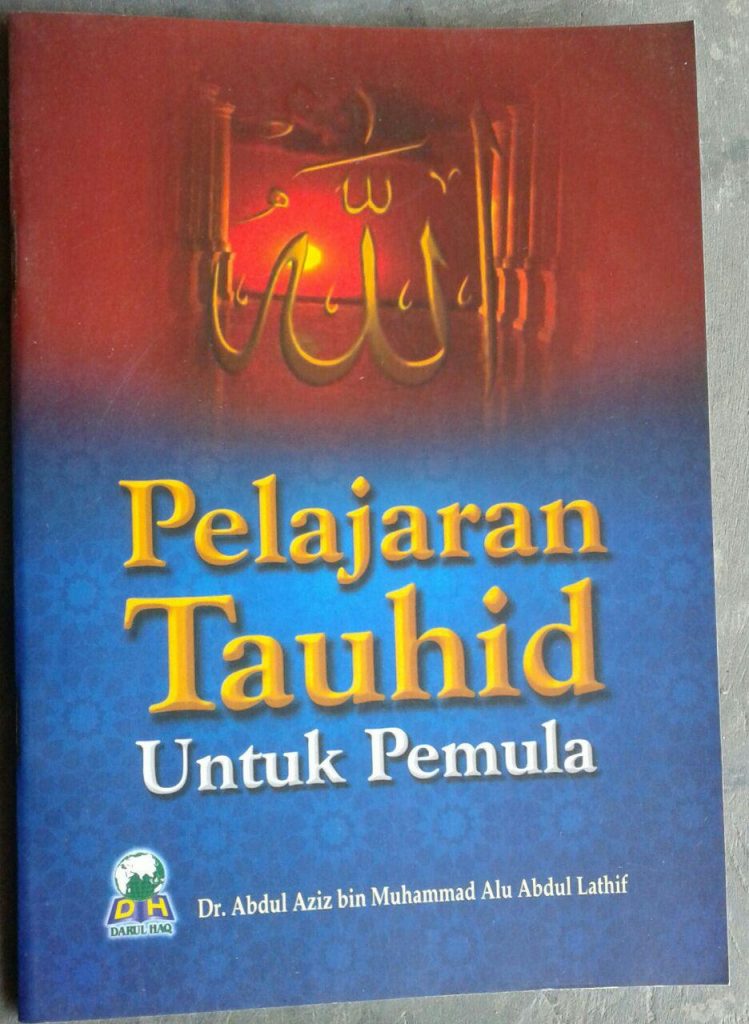 الله
Pelajaran
Tauhid
Untuk Pemula
DH
DARUL HAQ
Dr. Abdul Aziz bin Muhammad Alu Abdul Lathif